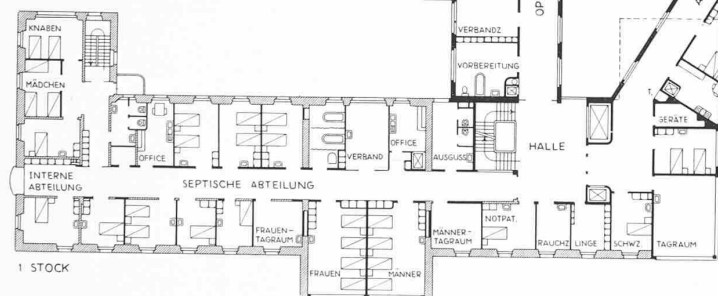 KNABEN
MÄDCHEN
VERBANDZ
OP
VORBEREITUNG
T.
GERÄTE
OFFICE
VERBAND
OFFICE
AUSGUSS
HALLE
INTERNE
ABTEILUNG
SEPTISCHE ABTEILUNG
FRAUEN-
TAGRAUM
FRAUEN
MÄNNER
MÄNNER-
TAGRAUM
NOTPAT.
RAUCHZ
LINGE
SCHWZ.
TAGRAUM
1 STOCK